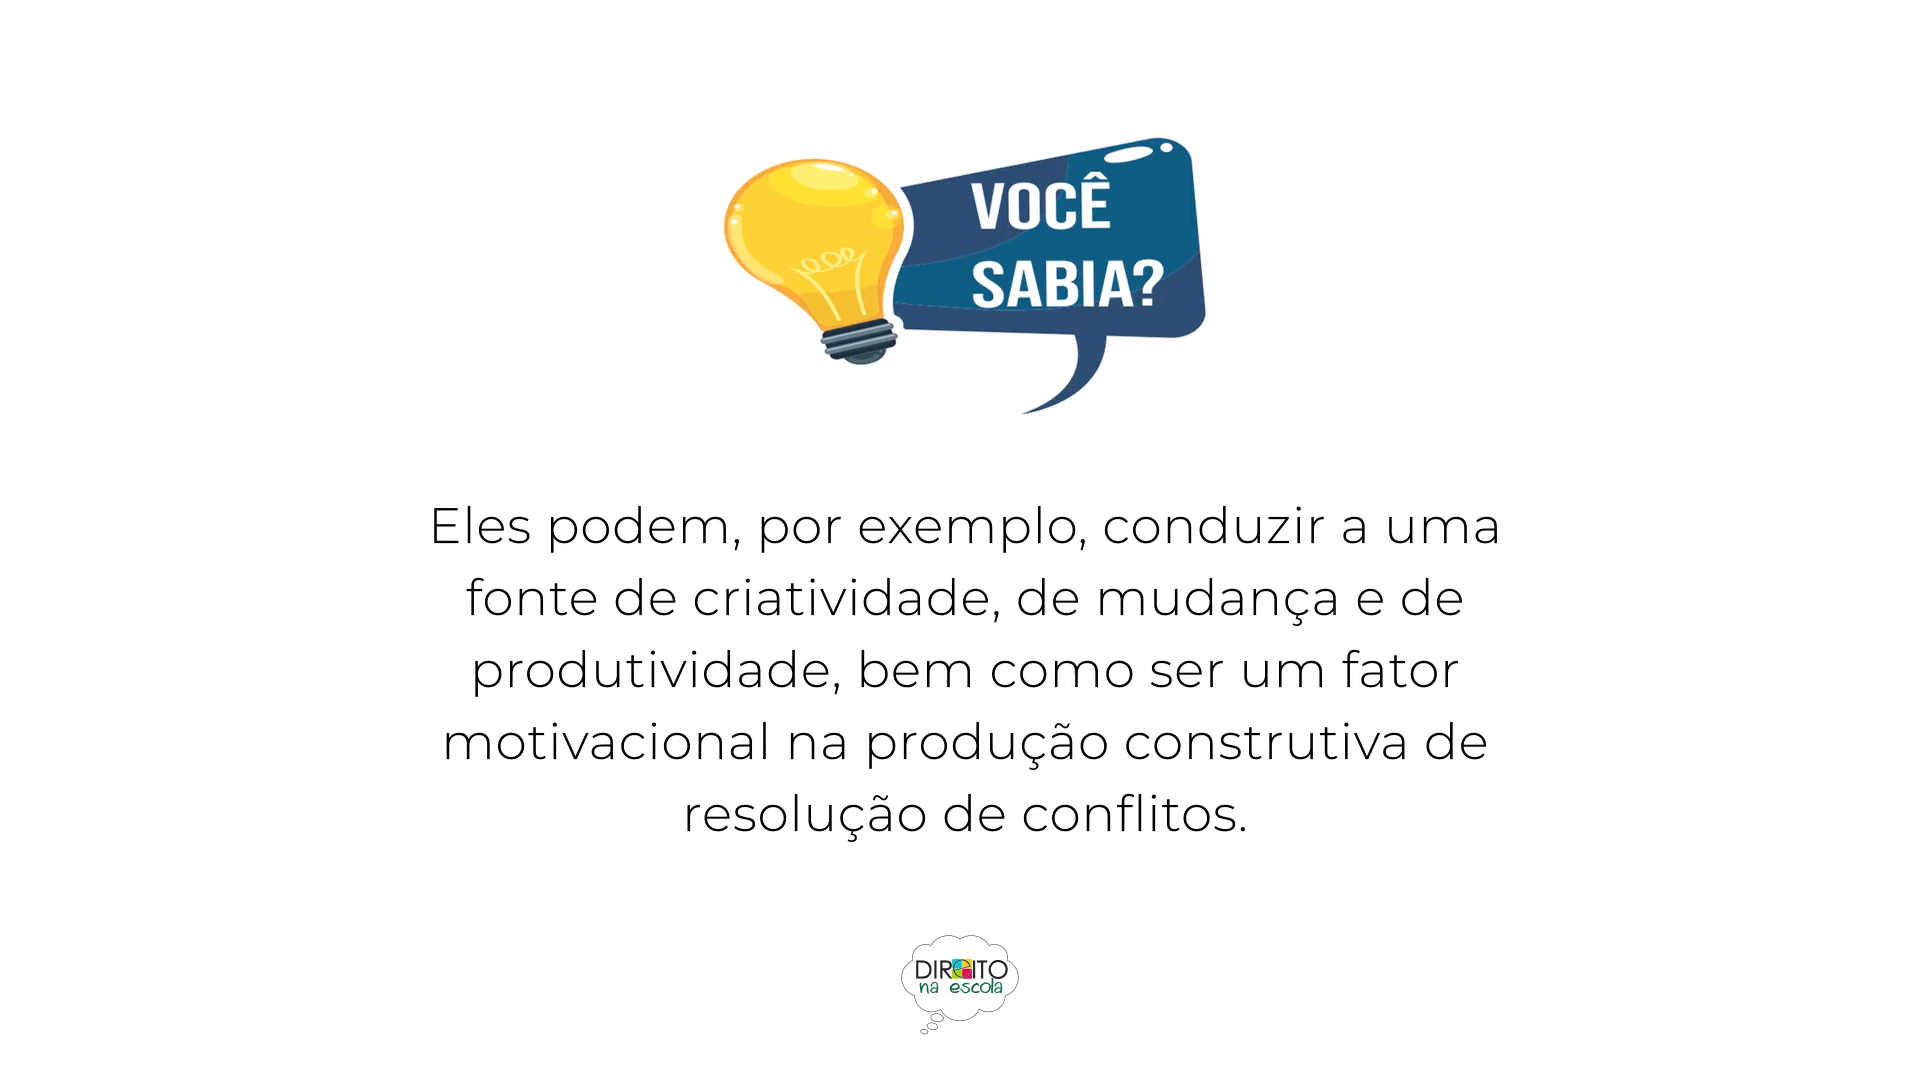 VOCÊ
SABIA?
Eles podem, por exemplo, conduzir a uma
fonte de criatividade, de mudança e de
produtividade, bem como ser um fator
motivacional na produção construtiva de
resolução de conflitos.
DIREITO
na escola